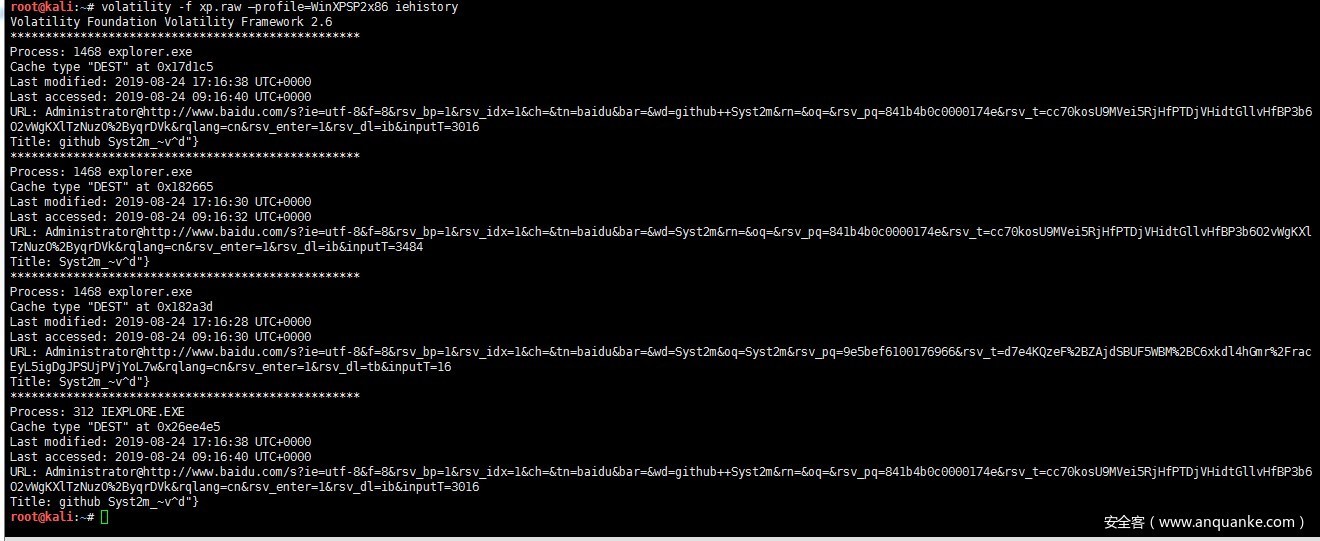 root@kali:~# volatility -f xp.raw —profile=WinXPSP2x86 iehistory
Volatility Foundation Volatility Framework 2.6
**************************************************
Process: 1468 explorer.exe
Cache type "DEST" at 0x17d1c5
Last modified: 2019-08-24 17:16:38 UTC+0000
Last accessed: 2019-08-24 09:16:40 UTC+0000
URL: Administrator@http://www.baidu.com/s?ie=utf-8&f=8&rsv_bp=1&rsv_idx=1&ch=&tn=baidu&bar=&wd=github++Syst2m&rn=&oq=&rsv_pq=841b4b0c0000174e&rsv_t=cc70kosU9MVei5RjHfPTDjVHidtGllvHfBP3b6
O2vWgKXlTzNuzO%2ByqrDVk&rqlang=cn&rsv_enter=1&rsv_dl=ib&inputT=3016
Title: github Syst2m_~v^d"}
**************************************************
Process: 1468 explorer.exe
Cache type "DEST" at 0x182665
Last modified: 2019-08-24 17:16:30 UTC+0000
Last accessed: 2019-08-24 09:16:32 UTC+0000
URL: Administrator@http://www.baidu.com/s?ie=utf-8&f=8&rsv_bp=1&rsv_idx=1&ch=&tn=baidu&bar=&wd=Syst2m&rn=&oq=&rsv_pq=841b4b0c0000174e&rsv_t=cc70kosU9MVei5RjHfPTDjVHidtGllvHfBP3b6O2vWgKXl
TzNuzO%2ByqrDVk&rqlang=cn&rsv_enter=1&rsv_dl=ib&inputT=3484
Title: Syst2m_~v^d"}
**************************************************
Process: 1468 explorer.exe
Cache type "DEST" at 0x182a3d
Last modified: 2019-08-24 17:16:28 UTC+0000
Last accessed: 2019-08-24 09:16:30 UTC+0000
URL: Administrator@http://www.baidu.com/s?ie=utf-8&f=8&rsv_bp=1&rsv_idx=1&ch=&tn=baidu&bar=&wd=Syst2m&oq=Syst2m&rsv_pq=9e5bef6100176966&rsv_t=d7e4KQzeF%2BZAjdSBUF5WBM%2BC6xkdl4hGmr%2Frac
EyL5igDgJPSUjPVjYoL7w&rqlang=cn&rsv_enter=1&rsv_dl=tb&inputT=16
Title: Syst2m_~v^d"}
**************************************************
Process: 312 IEXPLORE.EXE
Cache type "DEST" at 0x26ee4e5
Last modified: 2019-08-24 17:16:38 UTC+0000
Last accessed: 2019-08-24 09:16:40 UTC+0000
URL: Administrator@http://www.baidu.com/s?ie=utf-8&f=8&rsv_bp=1&rsv_idx=1&ch=&tn=baidu&bar=&wd=github++Syst2m&rn=&oq=&rsv_pq=841b4b0c0000174e&rsv_t=cc70kosU9MVei5RjHfPTDjVHidtGllvHfBP3b6
O2vWgKXlTzNuzO%2ByqrDVk&rqlang=cn&rsv_enter=1&rsv_dl=ib&inputT=3016
Title: github Syst2m_~v^d"}
root@kali:~#
安全客（www.anquanke.com）